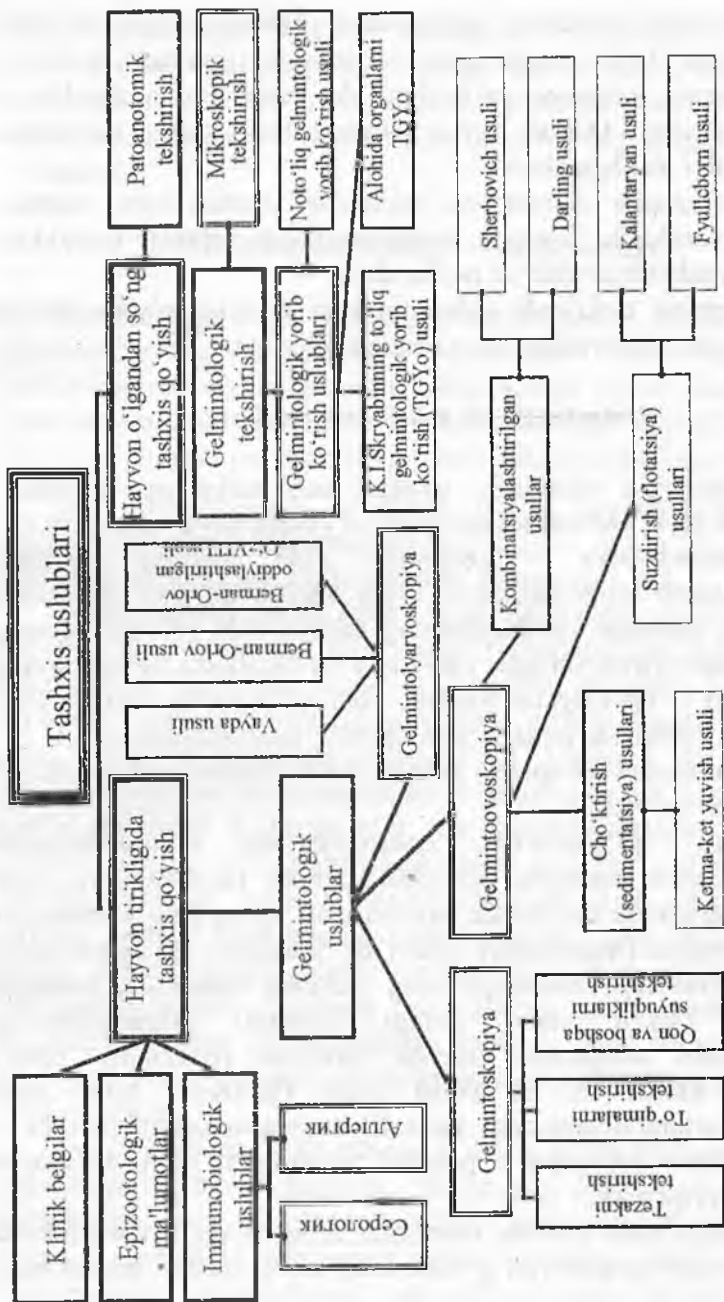 Tashxis uslublari
Hayvon tirikligida
tashxis qo'yish
Klinik belgilar
Epizootologik
ma'lumotlar
Immunobiologik
uslublar
Серологик
Аллергик
Gelmintologik
uslublar
Gelmintoskopiya
Tezakni
tekshirish
To'qimalarni
tekshirish
Qon va boshqa
suyuqliklarni
tekshirish
Gelmintoovoskopiya
Cho'ktirish
(sedimentatsiya) usullar
Ketma-ket yuvish usuli
Kombinatsiyalashtirilgan
usullar
Sherbovich usuli
Darling usuli
Suzdirish (flotatsiya)
usullari
Kalantaryan usuli
Fyulleborn usuli
Gelmintolyarvoskopiya
Vayda usuli
Berman-Orlov usuli
Berman-Orlov
oddiylashtirilgan
usuli
Hayvon o'lgandan so'ng
tashxis qo'yish
Patoanotomik
tekshirish
Gelmintologik
tekshirish
Mikroskopik
tekshirish
Gelmintologik yorib
ko'rish uslublari
Noto'liq gelmintologik
yorib ko'rish usuli
K.I.Skryabinning to'liq
gelmintologik yorib
ko'rish (TGYo) usuli
Alohida organlarni
TGYo